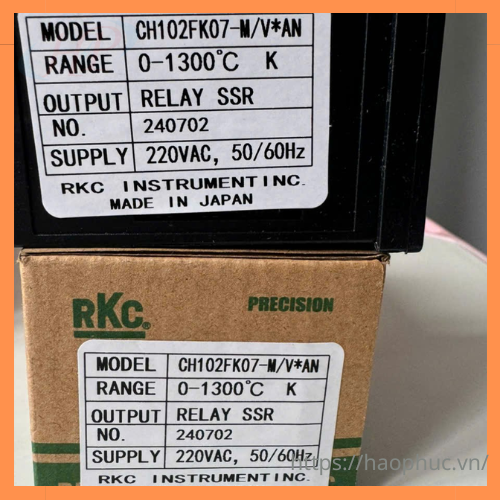 MODEL CH102FK07-M/V*AN
RANGE 0-1300℃ K
OUTPUT RELAY SSR
NO. 240702
SUPPLY 220VAC, 50/60Hz
RKC INSTRUMENT INC.
MADE IN JAPAN
RKC® PRECISION
MODEL CH102FK07-M/V*AN
RANGE 0-1300℃ K
OUTPUT RELAY SSR
NO. 240702
SUPPLY 220VAC, 50/60Hz
RKC INSTRUMENT INC.
https://haophuc.vn/